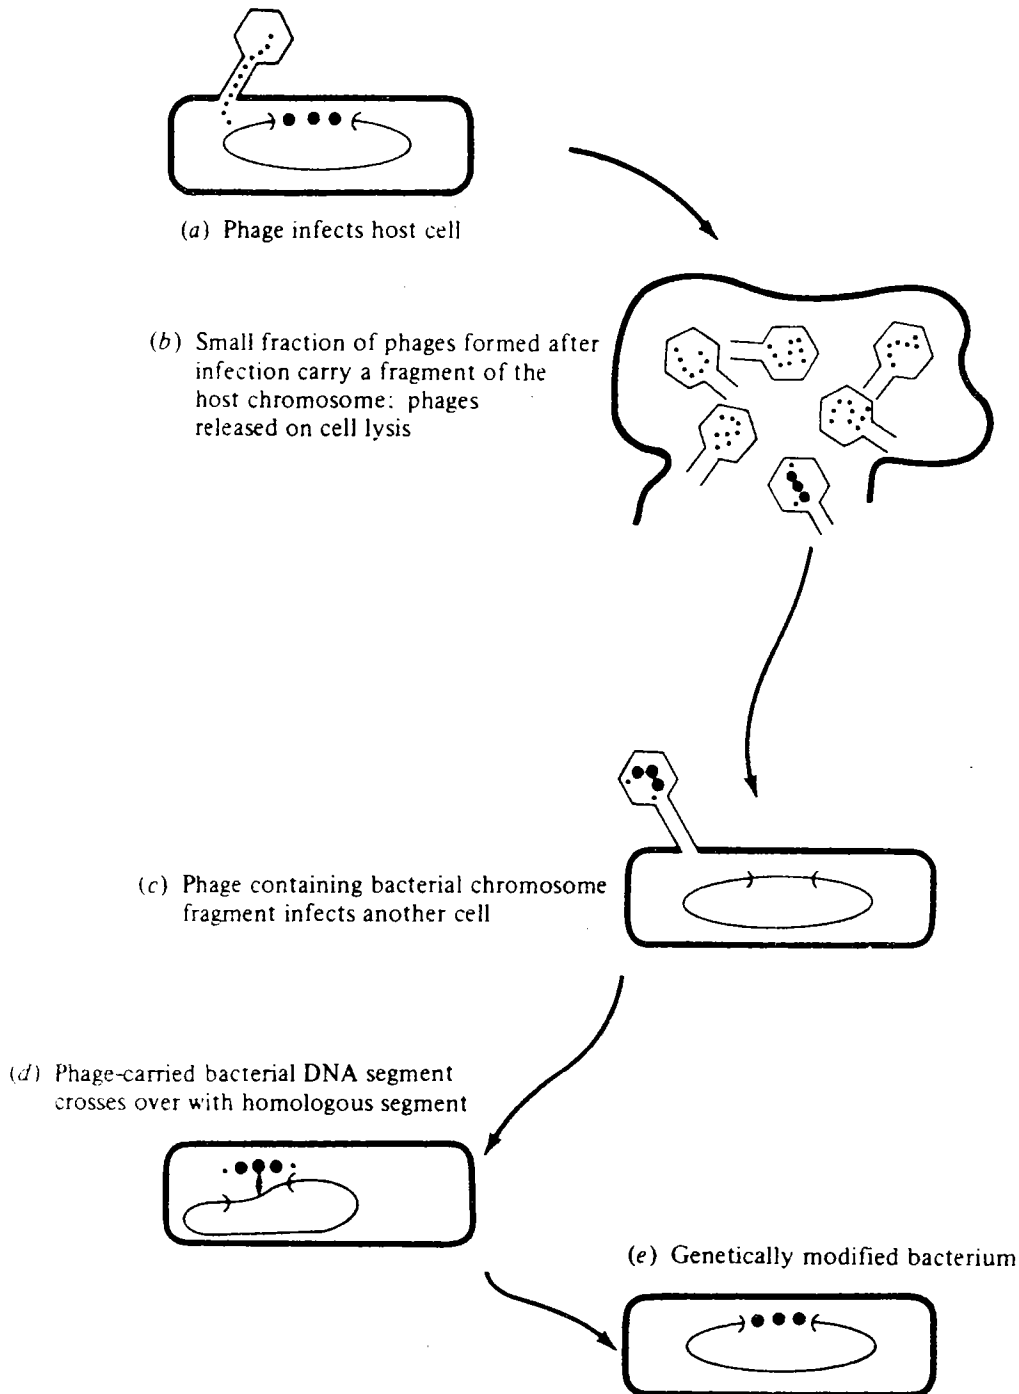 (a) Phage infects host cell
(b) Small fraction of phages formed after
infection carry a fragment of the
host chromosome: phages
released on cell lysis
(c) Phage containing bacterial chromosome
fragment infects another cell
(d) Phage-carried bacterial DNA segment
crosses over with homologous segment
(e) Genetically modified bacterium